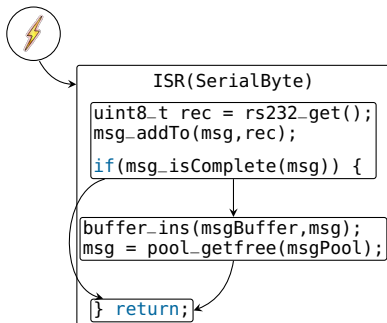 ISR(SerialByte)
uint8_t rec = rs232_get();
msg_addTo(msg,rec);
if(msg_isComplete(msg)) {
buffer_ins(msgBuffer,msg);
msg = pool_getfree(msgPool);
} return;